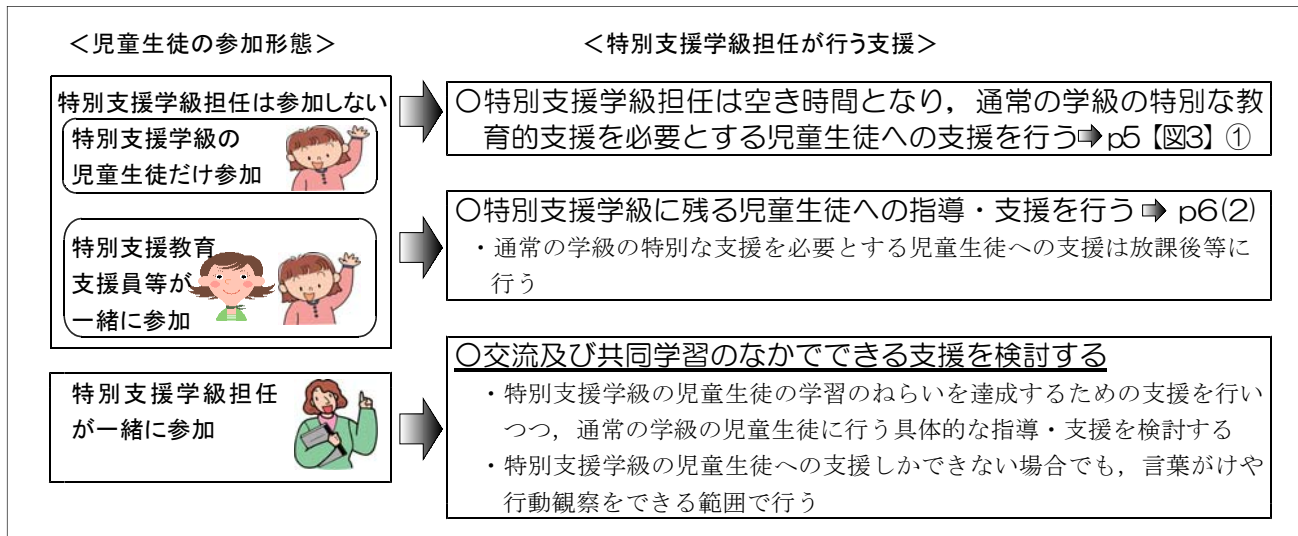 ＜児童生徒の参加形態＞
＜特別支援学級担任が行う支援＞
特別支援学級担任は参加しない
特別支援学級の
児童生徒だけ参加
特別支援教育
支援員等が
一緒に参加
特別支援学級担任
が一緒に参加
○特別支援学級担任は空き時間となり，通常の学級の特別な教
育的支援を必要とする児童生徒への支援を行う➡p5【図3】①
○特別支援学級に残る児童生徒への指導・支援を行う➡ p6(2)
・通常の学級の特別な支援を必要とする児童生徒への支援は放課後等に
行う
○交流及び共同学習のなかでできる支援を検討する
・特別支援学級の児童生徒の学習のねらいを達成するための支援を行い
つつ，通常の学級の児童生徒に行う具体的な指導・支援を検討する
・特別支援学級の児童生徒への支援しかできない場合でも，言葉がけや
行動観察をできる範囲で行う